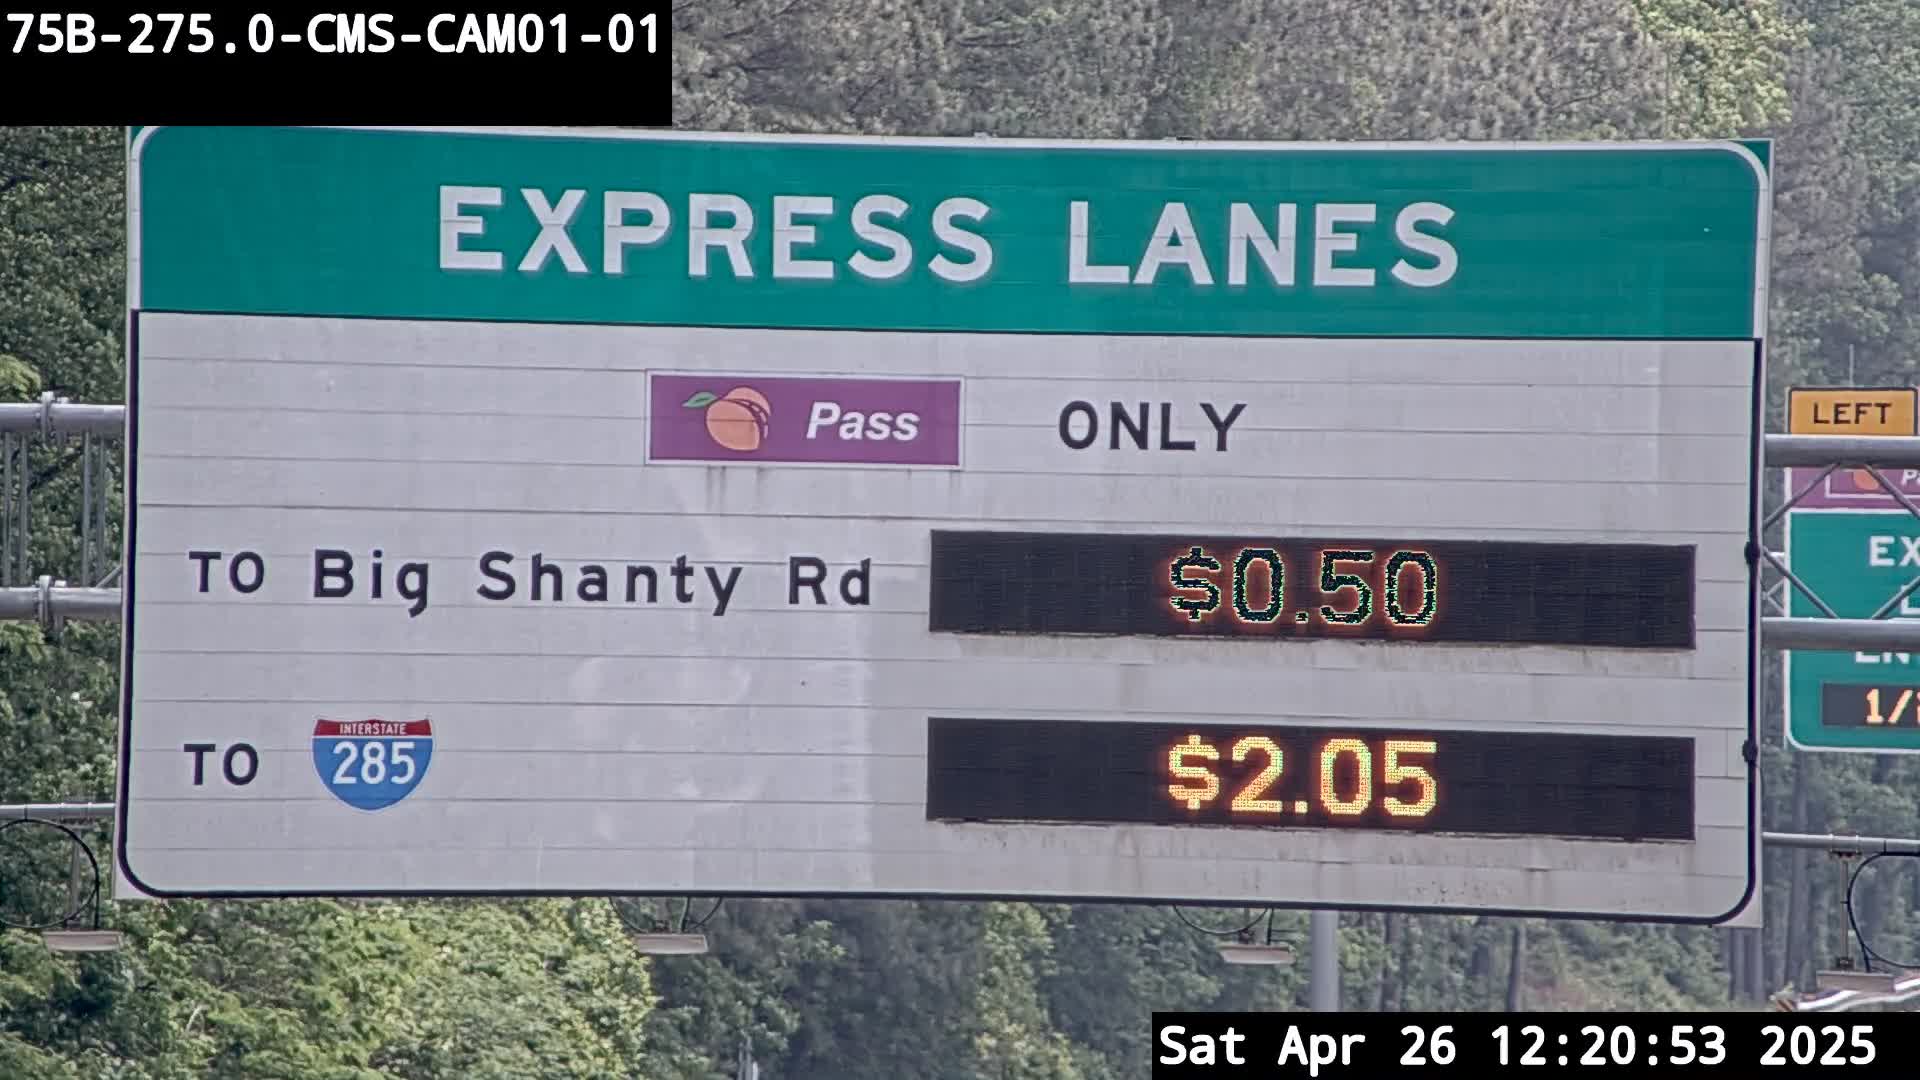 75B-275.0-CMS-CAM01-01
EXPRESS LANES
Pass ONLY
TO Big Shanty Rd $0.50
TO INTERSTATE 285 $2.05
LEFT
Sat Apr 26 12:20:53 2025